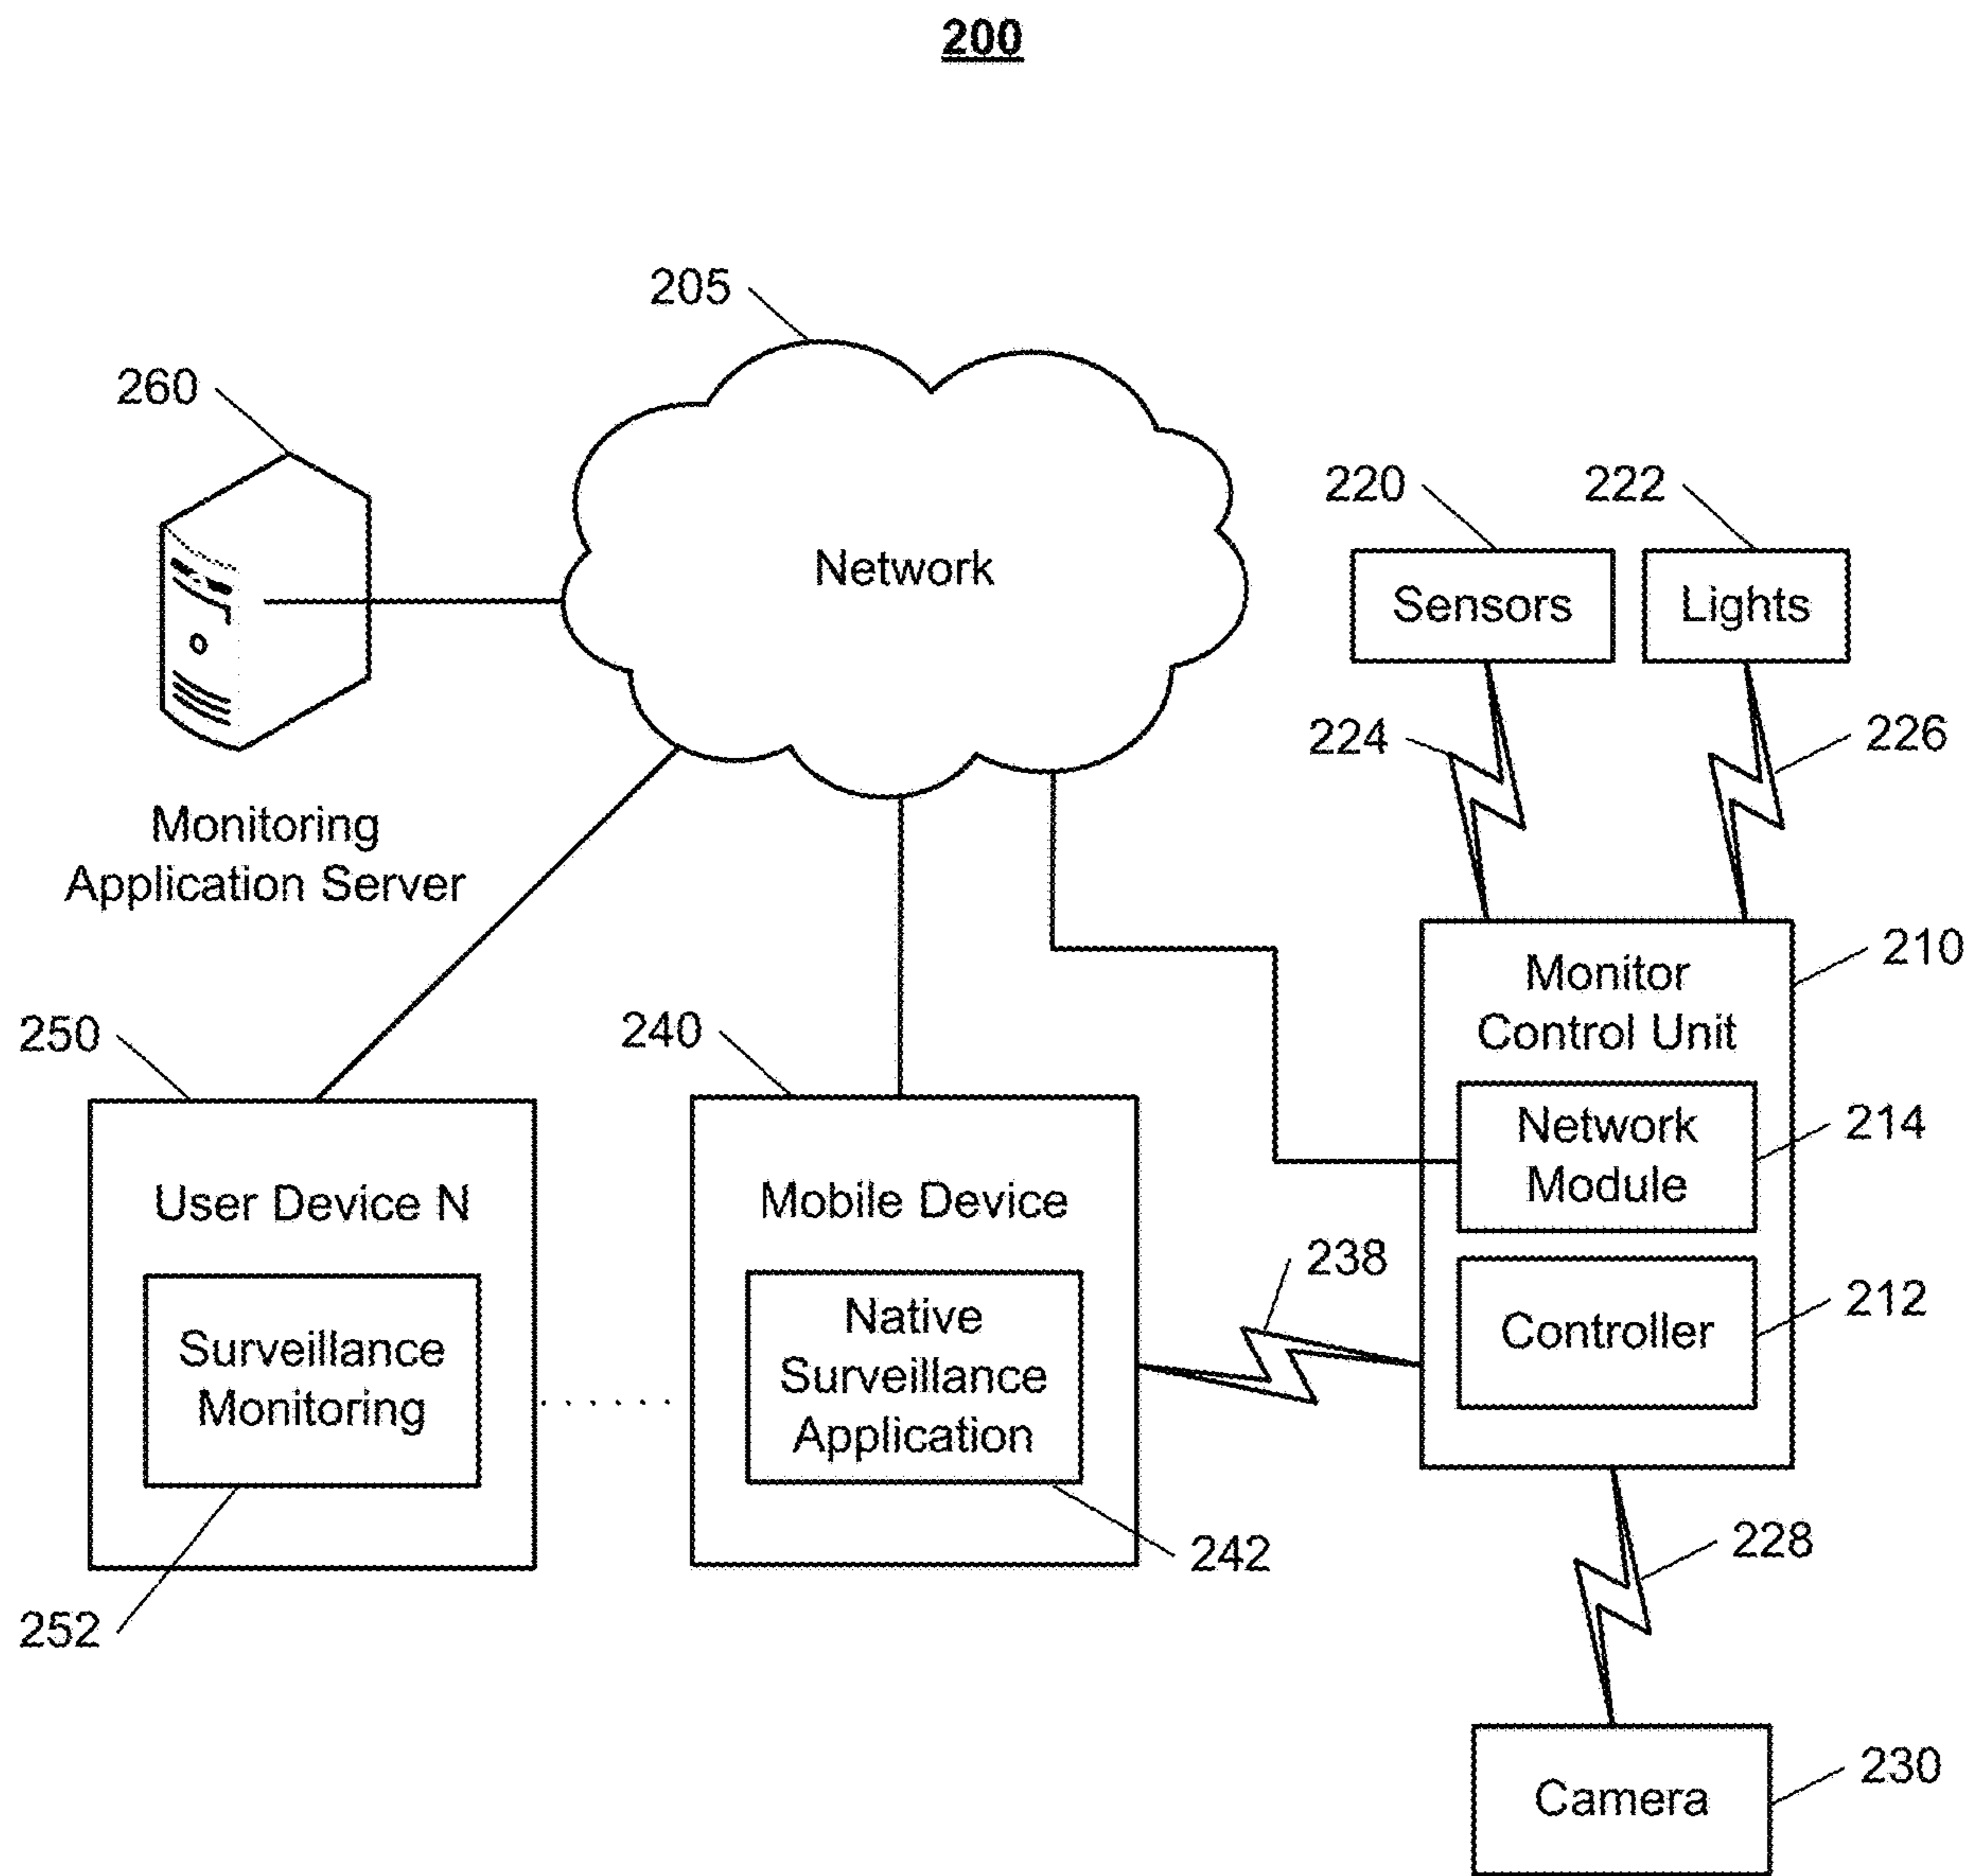 200
205
260
Network
220
222
Sensors
Lights
224
226
Monitoring
Application Server
210
Monitor
Control Unit
250
240
Network
Module
214
User Device N
Mobile Device
238
Controller
212
Surveillance
Monitoring
Native
Surveillance
Application
242
228
252
230
Camera